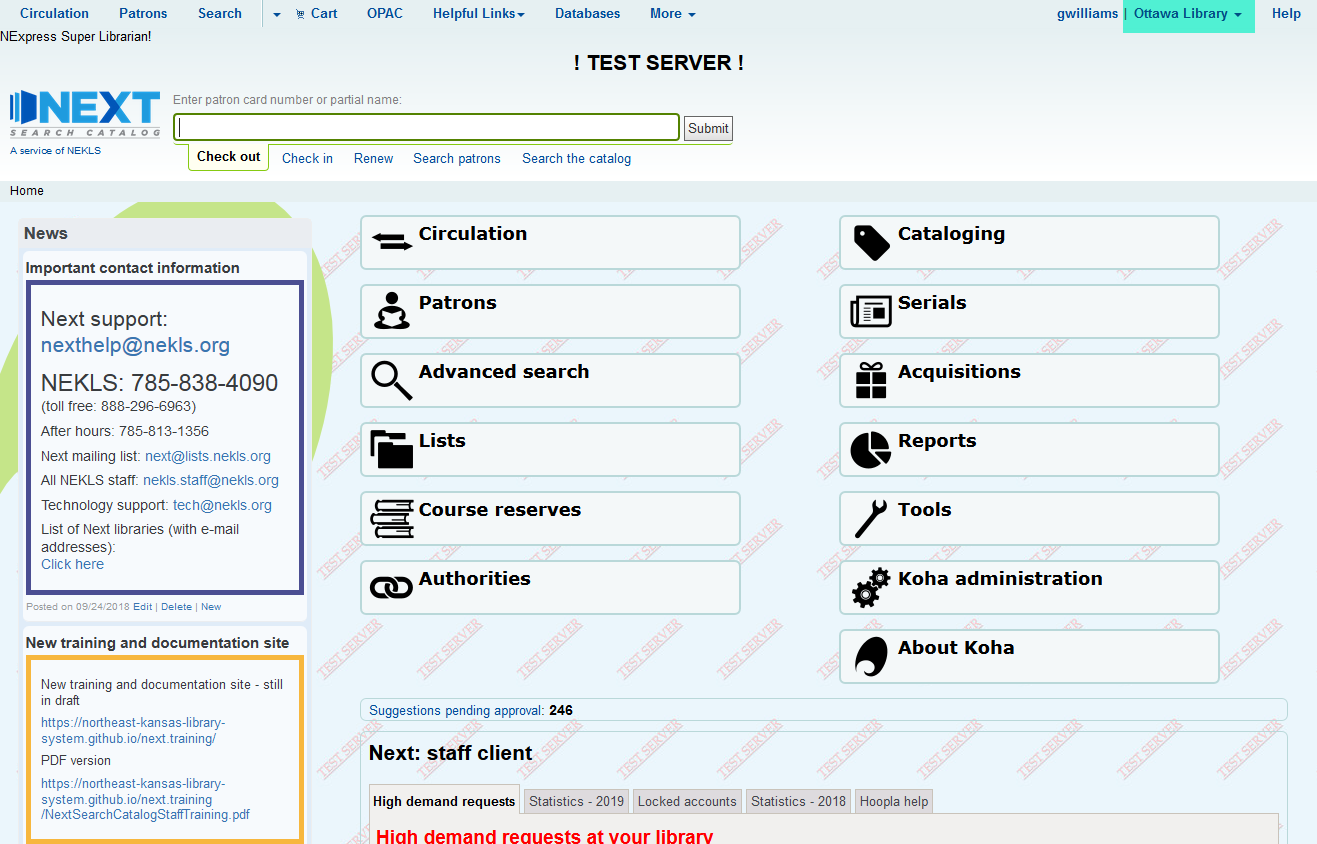 Circulation Patrons Search Cart OPAC Helpful Links Databases More gwilliams | Ottawa Library Help
NExpress Super Librarian!
! TEST SERVER !
NEXT
SEARCH CATALOG
A service of NEKLS
Enter patron card number or partial name:
Submit
Check out Check in Renew Search patrons Search the catalog
Home
News
Important contact information
Next support:
nexthelp@nekls.org
NEKLS: 785-838-4090
(toll free: 888-296-6963)
After hours: 785-813-1356
Next mailing list: next@lists.nekls.org
All NEKLS staff: nekls.staff@nekls.org
Technology support: tech@nekls.org
List of Next libraries (with e-mail
addresses):
Click here
Posted on 09/24/2018 Edit | Delete | New
New training and documentation site
New training and documentation site - still
in draft
https://northeast-kansas-library-
system.github.io/next.training/
PDF version
https://northeast-kansas-library-
system.github.io/next.training
/NextSearchCatalogStaffTraining.pdf
Circulation
Patrons
Advanced search
Lists
Course reserves
Authorities
Cataloging
Serials
Acquisitions
Reports
Tools
Koha administration
About Koha
TEST SERVER
Suggestions pending approval: 246
Next: staff client
High demand requests Statistics - 2019 Locked accounts Statistics - 2018 Hoopla help
High demand requests at your library